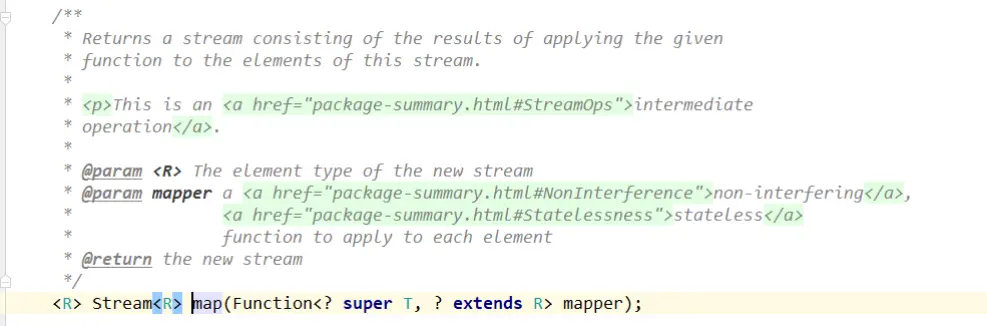 /**
* Returns a stream consisting of the results of applying the given
* function to the elements of this stream.
*
* <p>This is an <a href="package-summary.html#StreamOps">intermediate
* operation</a>.
*
* @param <R> The element type of the new stream
* @param mapper a <a href="package-summary.html#NonInterference">non-interfering</a>,
*               <a href="package-summary.html#Statelessness">stateless</a>
*               function to apply to each element
* @return the new stream
*/
<R> Stream<R> map(Function<? super T, ? extends R> mapper);